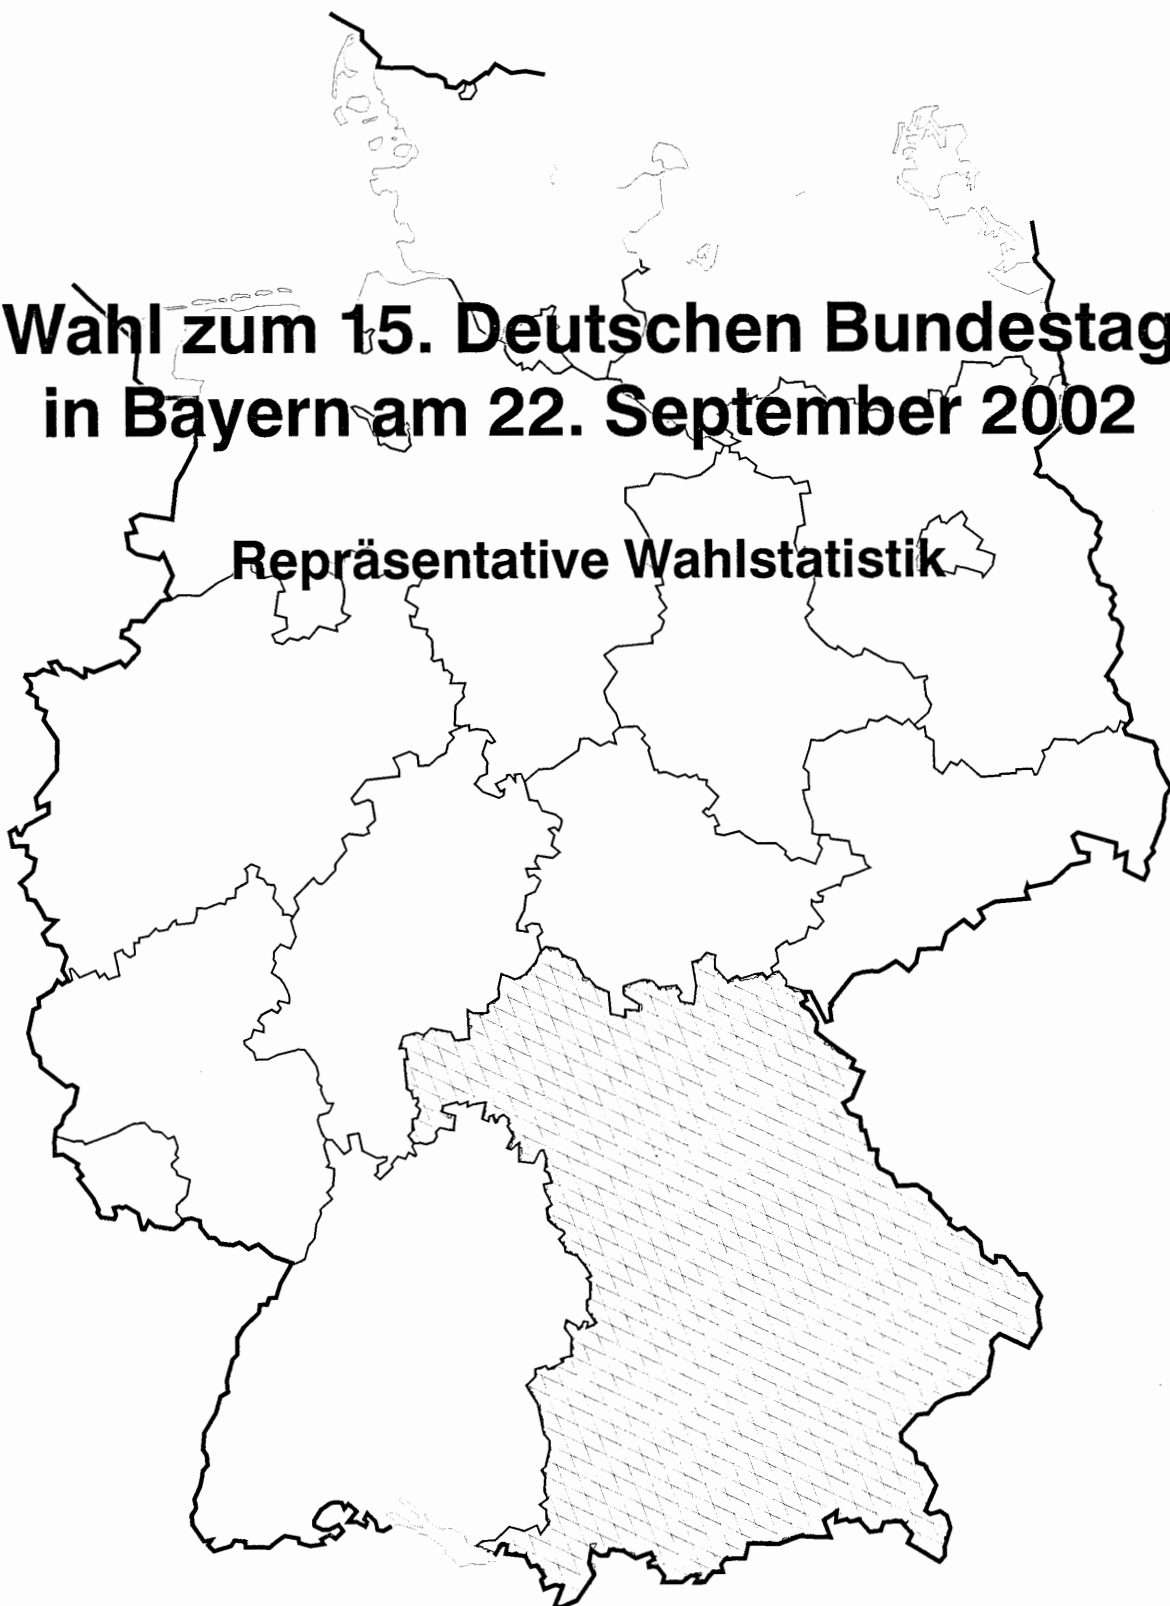 Wahl zum 15. Deutschen Bundestag
in Bayern am 22. September 2002
Repräsentative Wahlstatistik